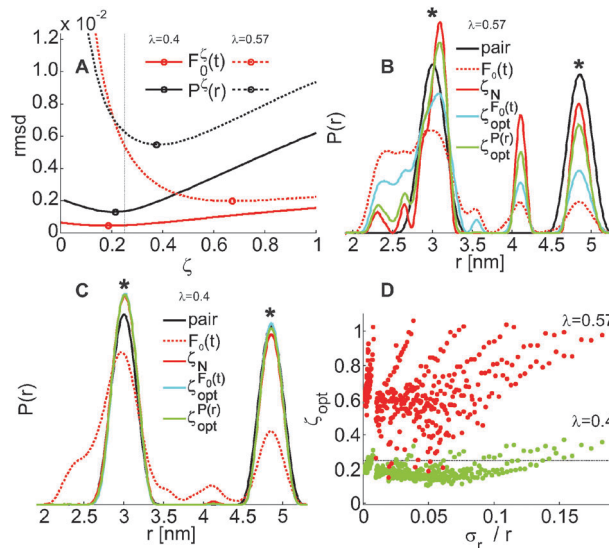 x 10⁻²
λ=0.4 λ=0.57
A
F₀^ζ(t)
P^ζ(r)
rmsd
1.2
1
0.8
0.6
0.4
0.2
0
0 0.2 0.4 0.6 0.8 1
ζ
B
*
λ=0.57
pair
F₀(t)
ζ_N
ζ_opt^F₀(t)
ζ_opt^P(r)
*
P(r)
2 2.5 3 3.5 4 4.5 5
r [nm]
C
*
λ=0.4
pair
F₀(t)
ζ_N
ζ_opt^F₀(t)
ζ_opt^P(r)
*
P(r)
2 2.5 3 3.5 4 4.5 5
r [nm]
D
λ=0.57
λ=0.4
ζ_opt
1
0.8
0.6
0.4
0.2
0
0 0.05 0.1 0.15
σ_r / r